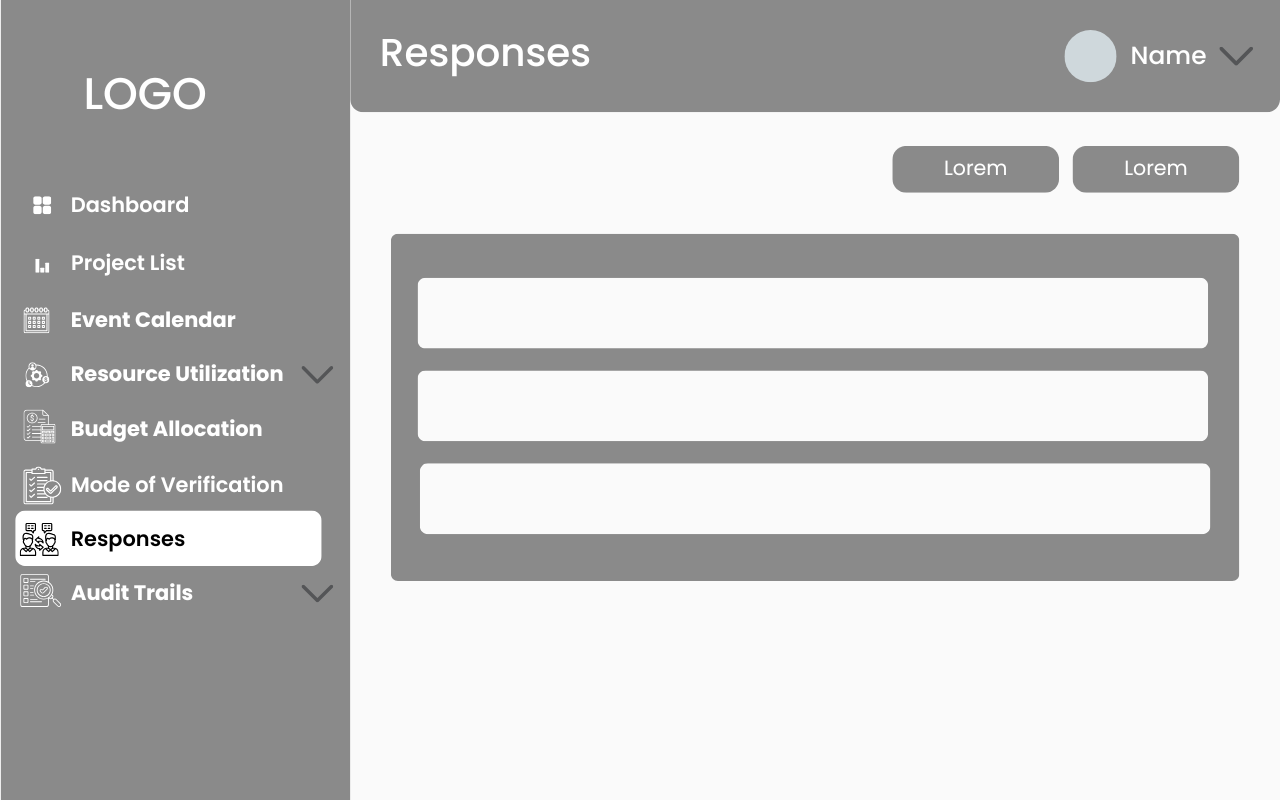 LOGO
Responses
Name
Lorem
Lorem
Dashboard
Project List
Event Calendar
Resource Utilization
Budget Allocation
Mode of Verification
Responses
Audit Trails